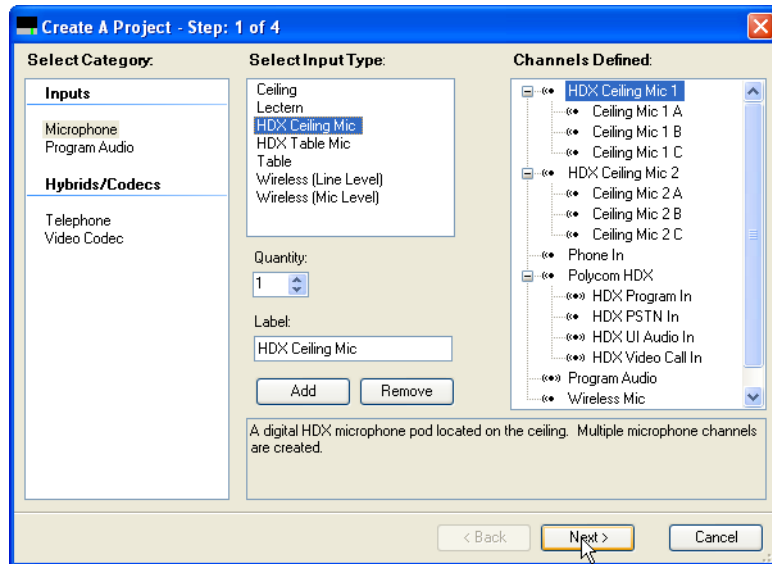 Create A Project - Step: 1 of 4
Select Category:
Inputs
Microphone
Program Audio
Hybrids/Codecs
Telephone
Video Codec
Select Input Type:
Ceiling
Lectern
HDX Ceiling Mic
HDX Table Mic
Table
Wireless (Line Level)
Wireless (Mic Level)
Quantity:
1
Label:
HDX Ceiling Mic
Add
Remove
Channels Defined:
HDX Ceiling Mic 1
Ceiling Mic 1 A
Ceiling Mic 1 B
Ceiling Mic 1 C
HDX Ceiling Mic 2
Ceiling Mic 2 A
Ceiling Mic 2 B
Ceiling Mic 2 C
Phone In
Polycom HDX
HDX Program In
HDX PSTN In
HDX UI Audio In
HDX Video Call In
Program Audio
Wireless Mic
A digital HDX microphone pod located on the ceiling.  Multiple microphone channels
are created.
< Back
Next >
Cancel